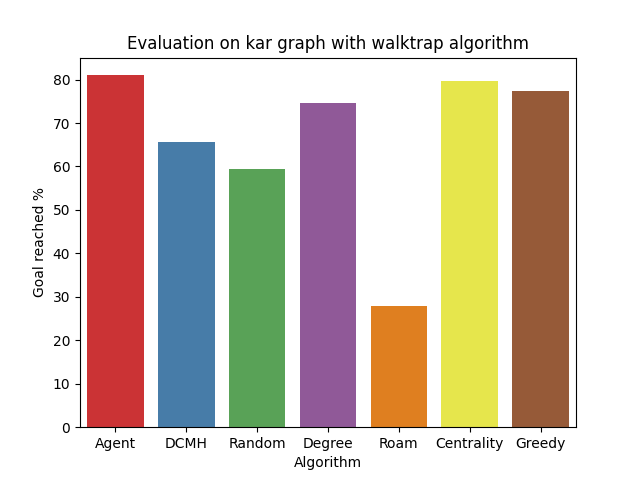 Evaluation on kar graph with walktrap algorithm
Goal reached %
80
70
60
50
40
30
20
10
0
Agent DCMH Random Degree Roam Centrality Greedy
Algorithm